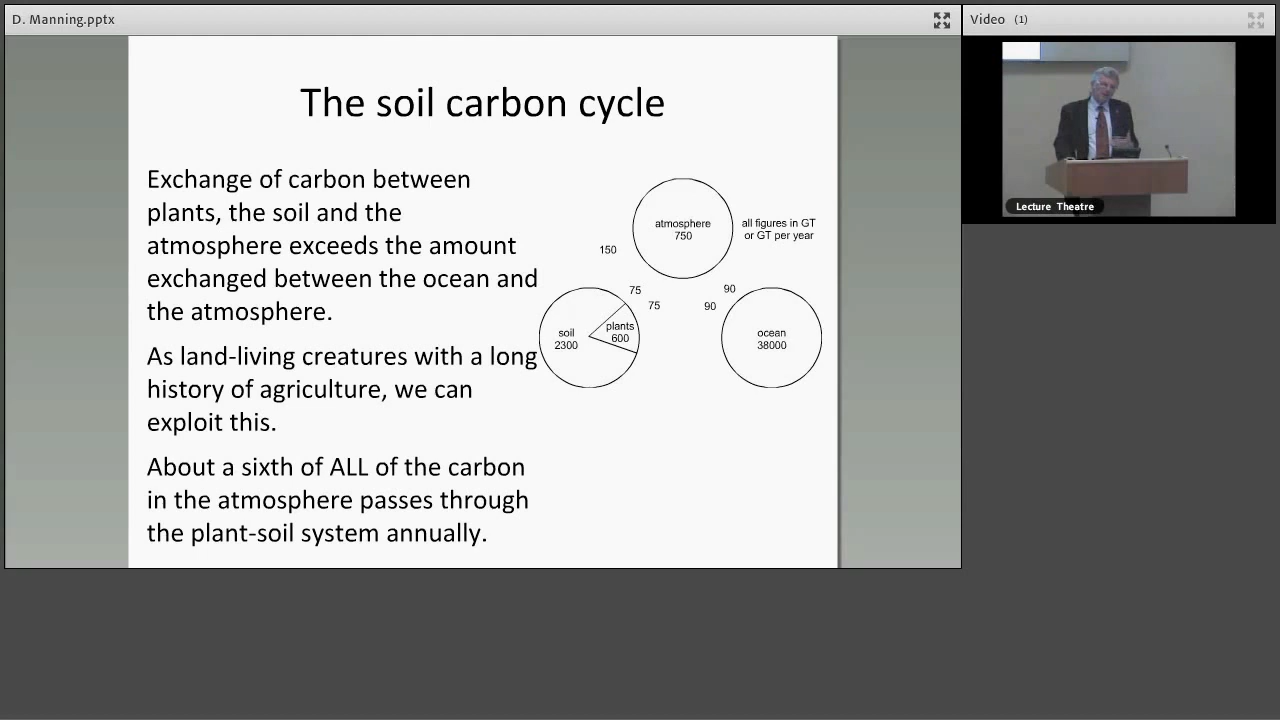 D. Manning.pptx
Video (1)
The soil carbon cycle
Exchange of carbon between
plants, the soil and the
atmosphere exceeds the amount
exchanged between the ocean and
the atmosphere.
As land-living creatures with a long
history of agriculture, we can
exploit this.
About a sixth of ALL of the carbon
in the atmosphere passes through
the plant-soil system annually.
atmosphere
750
all figures in GT
or GT per year
150
75
75
90
90
soil
2300
plants
600
ocean
38000
Lecture Theatre